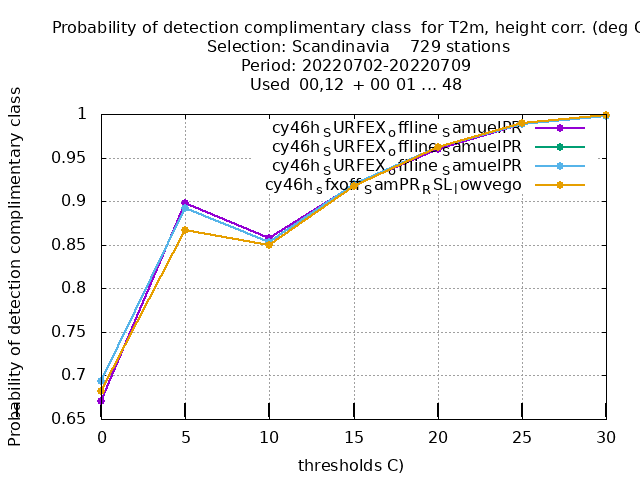 Probability of detection complimentary class for T2m, height corr. (deg C
Selection: Scandinavia 729 stations
Period: 20220702-20220709
Used 00,12 + 00 01 ... 48
Probability of detection complimentary class
1
0.95
0.9
0.85
0.8
0.75
0.7
0.65
cy46h_SURFEX_offline_SamuelPR
cy46h_SURFEX_offline_SamuelPR
cy46h_SURFEX_offline_SamuelPR
cy46h_sfxoff_SamPR_RSL_lowvego
0 5 10 15 20 25 30
thresholds C)